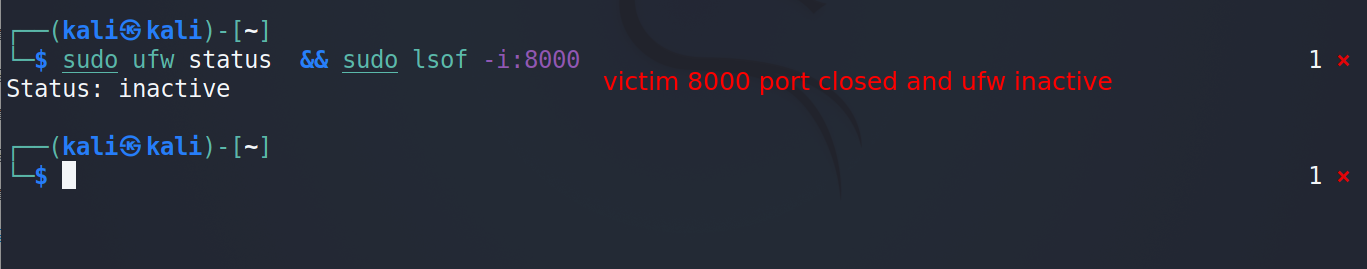 ┌──(kali㉿kali)-[~]
└─$ sudo ufw status  && sudo lsof -i:8000 1 ⨯
victim 8000 port closed and ufw inactive
Status: inactive
┌──(kali㉿kali)-[~]
└─$ 1 ⨯